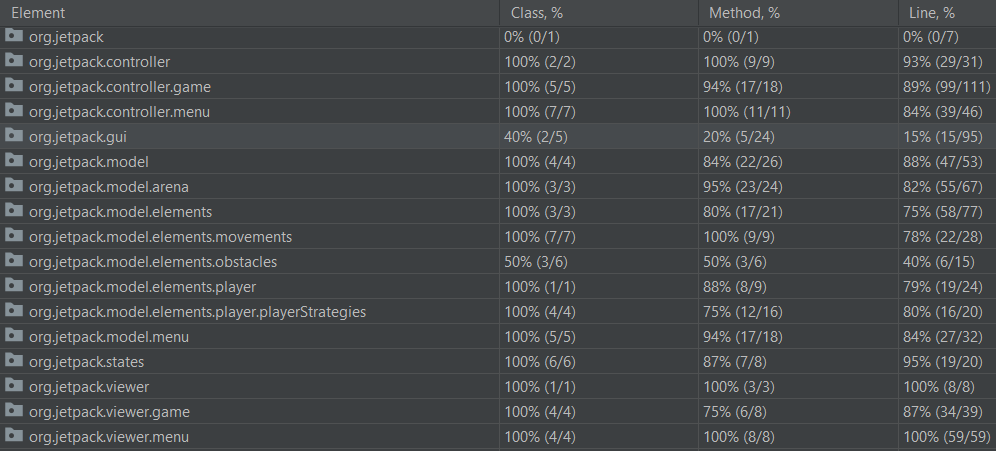 Element Class, % Method, % Line, %
org.jetpack 0% (0/1) 0% (0/1) 0% (0/7)
org.jetpack.controller 100% (2/2) 100% (9/9) 93% (29/31)
org.jetpack.controller.game 100% (5/5) 94% (17/18) 89% (99/111)
org.jetpack.controller.menu 100% (7/7) 100% (11/11) 84% (39/46)
org.jetpack.gui 40% (2/5) 20% (5/24) 15% (15/95)
org.jetpack.model 100% (4/4) 84% (22/26) 88% (47/53)
org.jetpack.model.arena 100% (3/3) 95% (23/24) 82% (55/67)
org.jetpack.model.elements 100% (3/3) 80% (17/21) 75% (58/77)
org.jetpack.model.elements.movements 100% (7/7) 100% (9/9) 78% (22/28)
org.jetpack.model.elements.obstacles 50% (3/6) 50% (3/6) 40% (6/15)
org.jetpack.model.elements.player 100% (1/1) 88% (8/9) 79% (19/24)
org.jetpack.model.elements.player.playerStrategies 100% (4/4) 75% (12/16) 80% (16/20)
org.jetpack.model.menu 100% (5/5) 94% (17/18) 84% (27/32)
org.jetpack.states 100% (6/6) 87% (7/8) 95% (19/20)
org.jetpack.viewer 100% (1/1) 100% (3/3) 100% (8/8)
org.jetpack.viewer.game 100% (4/4) 75% (6/8) 87% (34/39)
org.jetpack.viewer.menu 100% (4/4) 100% (8/8) 100% (59/59)